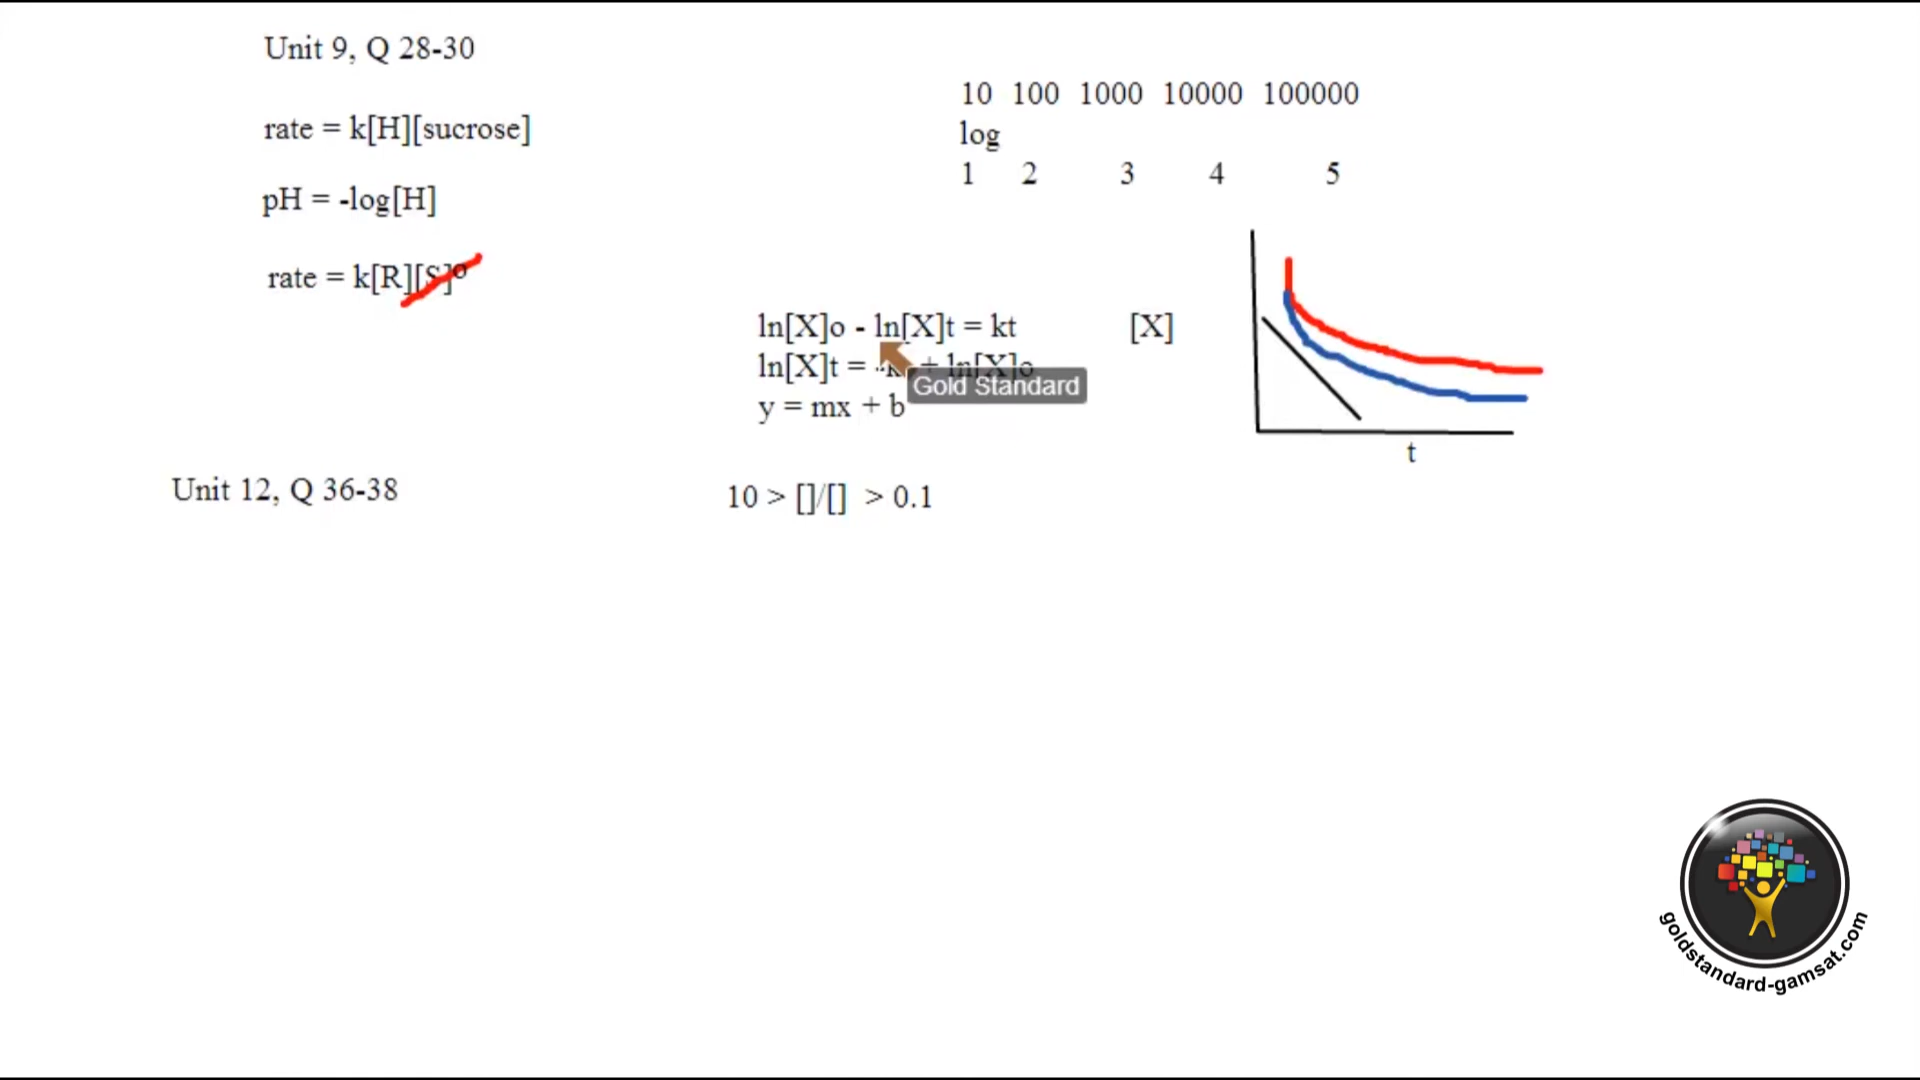 Unit 9, Q 28-30
rate = k[H][sucrose]
pH = -log[H]
rate = k[R][S]o
10 100 1000 10000 100000
log
1 2 3 4 5
ln[X]o - ln[X]t = kt
ln[X]t = + ln[X]o
y = mx + b
Gold Standard
[X]
t
Unit 12, Q 36-38
10 > []/[] > 0.1
goldstandard-gamsat.com